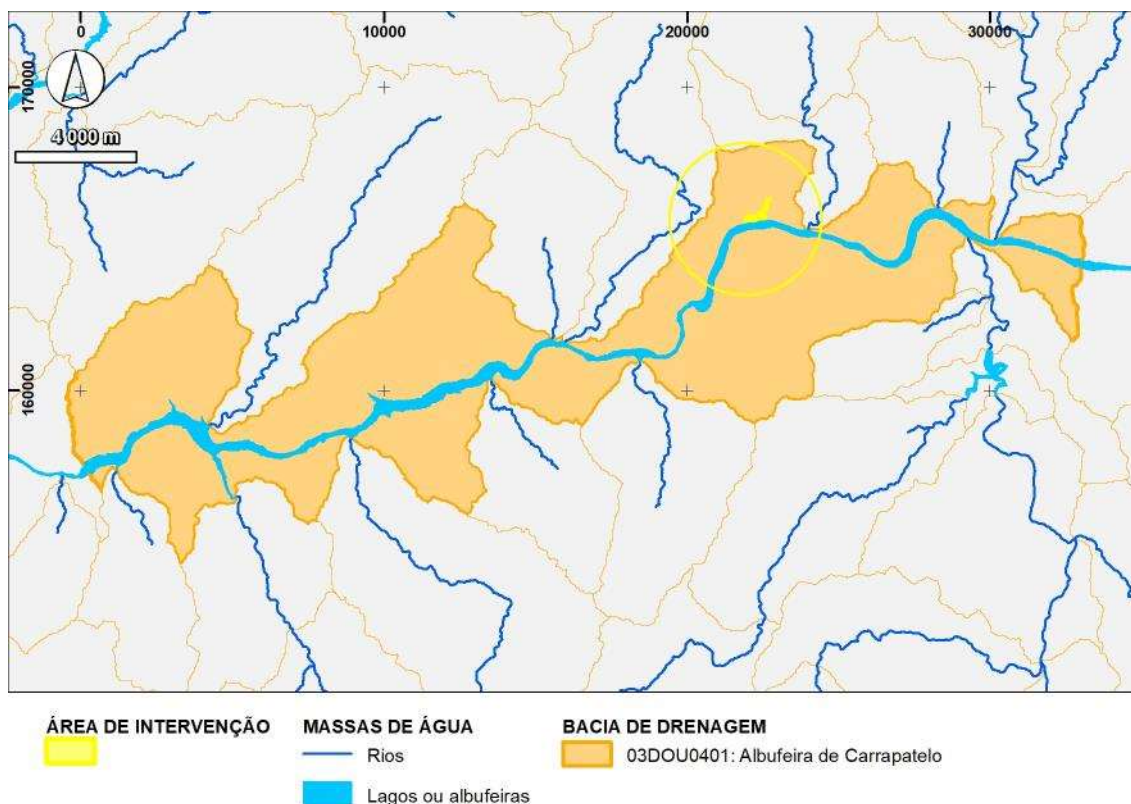 0
10000
20000
30000
170000
4 000 m
160000
ÁREA DE INTERVENÇÃO
MASSAS DE ÁGUA
Rios
Lagos ou albufeiras
BACIA DE DRENAGEM
03DOU0401: Albufeira de Carrapatelo